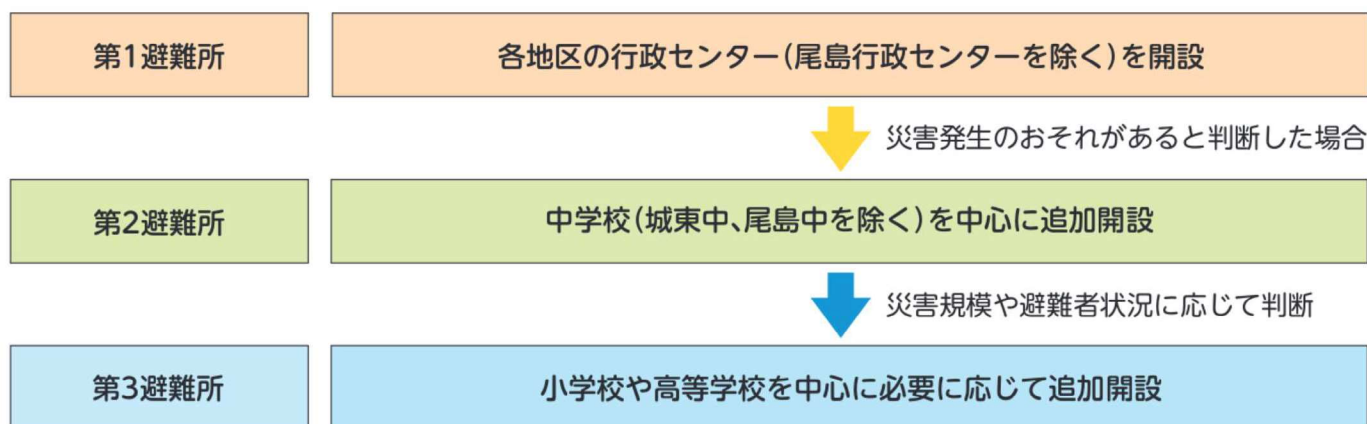 第1避難所
各地区の行政センター(尾島行政センターを除く)を開設
災害発生のおそれがあると判断した場合
第2避難所
中学校(城東中、尾島中を除く)を中心に追加開設
災害規模や避難者状況に応じて判断
第3避難所
小学校や高等学校を中心に必要に応じて追加開設